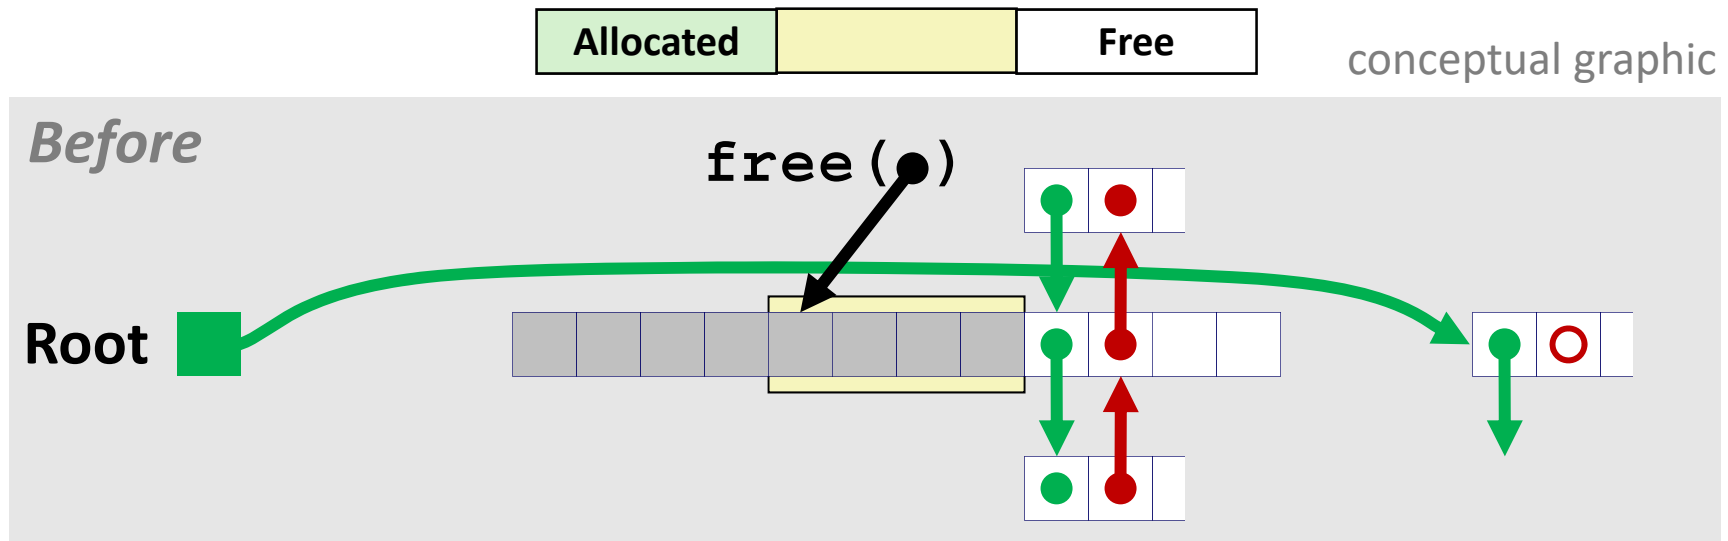 Allocated Free
conceptual graphic
Before
free( )
Root